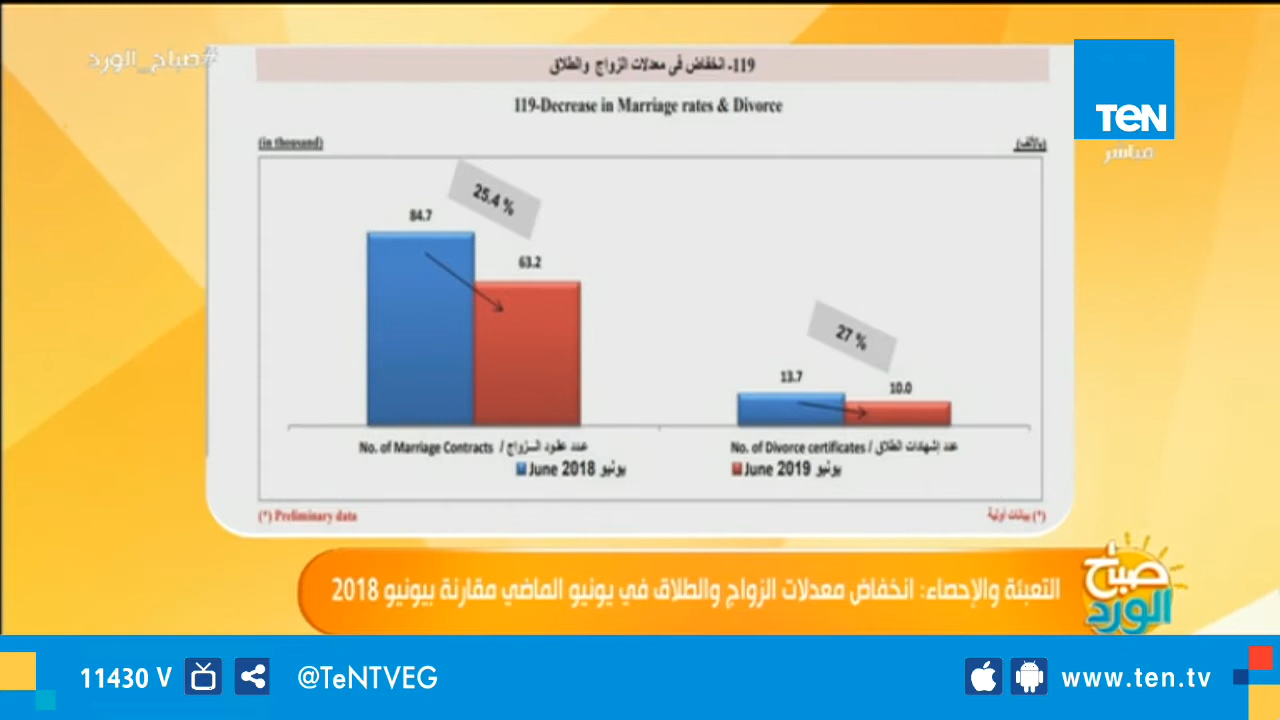 #صباح_الورد
TEN
مباشر
119- انخفاض فى معدلات الزواج والطلاق
119-Decrease in Marriage rates & Divorce
(in thousand)
(بالألف)
25.4 %
84.7
63.2
27 %
13.7
10.0
No. of Marriage Contracts / عدد عقود الزواج
No. of Divorce certificates / عدد إشهادات الطلاق
June 2018 يونيو
June 2019 يونيو
(*) Preliminary data
(*) بيانات أولية
التعبئة والإحصاء: انخفاض معدلات الزواج والطلاق في يونيو الماضي مقارنة بيونيو 2018
صباح
الورد
11430 V
@TeNTVEG
www.ten.tv